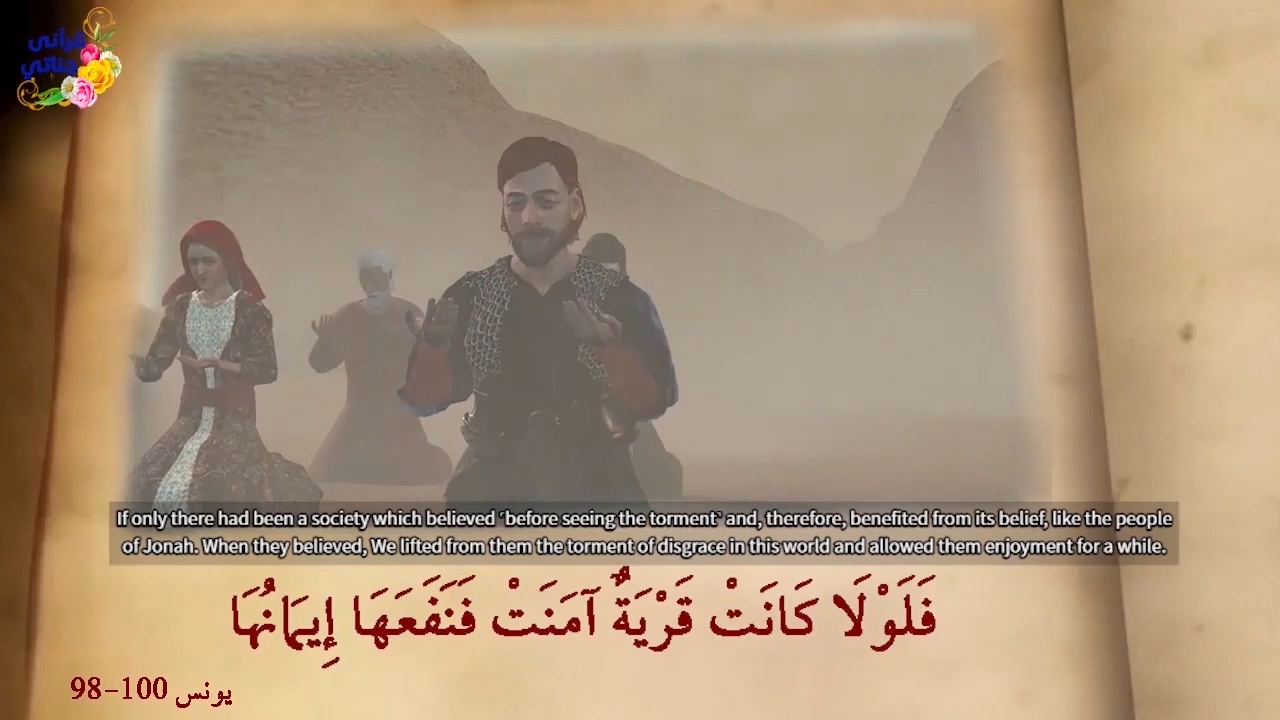 قرآني
جناتي
If only there had been a society which believed ˹before seeing the torment˺ and, therefore, benefited from its belief, like the people
of Jonah. When they believed, We lifted from them the torment of disgrace in this world and allowed them enjoyment for a while.
فَلَوْلَا كَانَتْ قَرْيَةٌ آمَنَتْ فَنَفَعَهَا إِيمَانُهَا
يونس 100-98